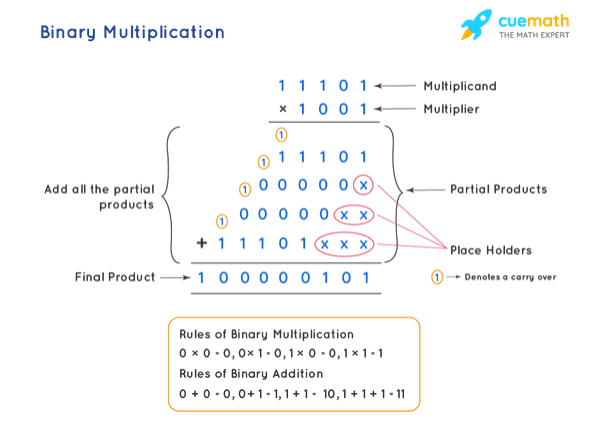 Binary Multiplication
cuemath
THE MATH EXPERT
1 1 1 0 1 Multiplicand
× 1 0 0 1 Multiplier
1
1 1 1 1 0 1
1 0 0 0 0 0 x
Add all the partial products
Partial Products
1 0 0 0 0 0 x x
+ 1 1 1 0 1 x x x
Place Holders
Final Product 1 0 0 0 0 0 1 0 1
1 Denotes a carry over
Rules of Binary Multiplication
0 × 0 - 0, 0× 1 - 0, 1 × 0 - 0, 1 × 1 - 1
Rules of Binary Addition
0 + 0 - 0, 0+ 1 - 1, 1 + 1 - 10, 1 + 1 + 1 - 11